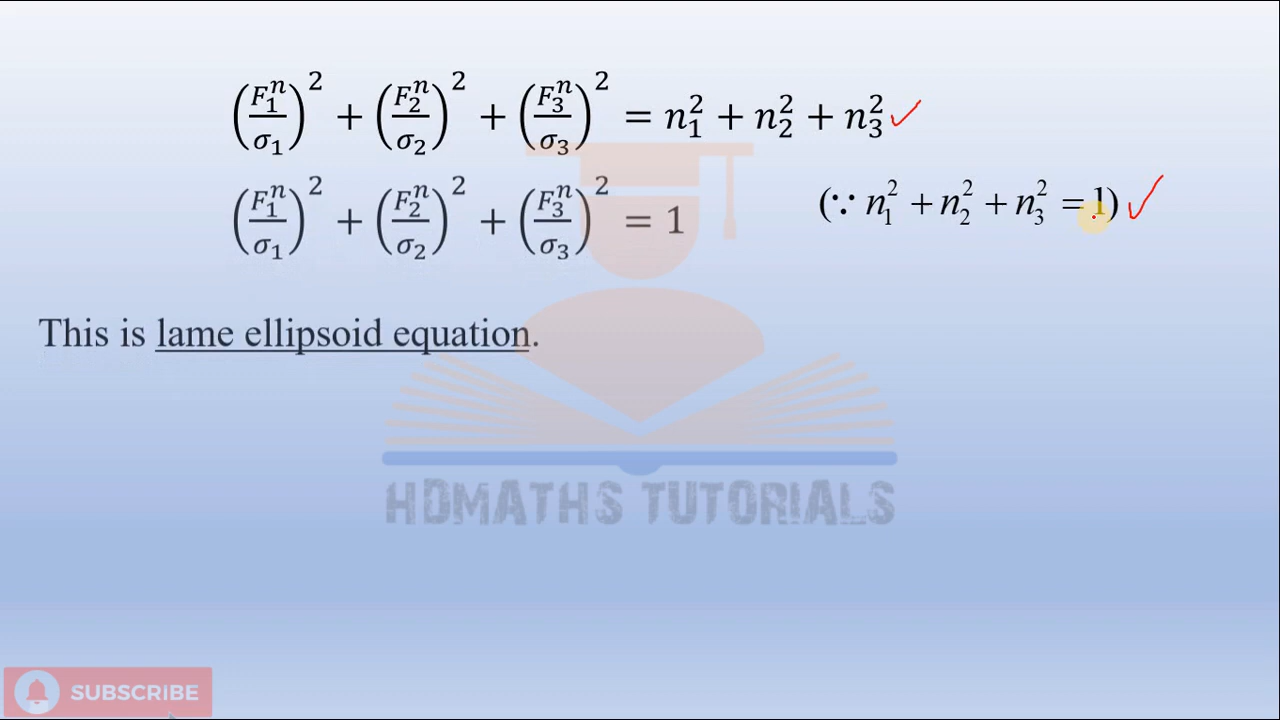 (F₁ⁿ/σ₁)² + (F₂ⁿ/σ₂)² + (F₃ⁿ/σ₃)² = n₁² + n₂² + n₃²
(F₁ⁿ/σ₁)² + (F₂ⁿ/σ₂)² + (F₃ⁿ/σ₃)² = 1 (∵ n₁² + n₂² + n₃² = 1)
This is lame ellipsoid equation.
HDMATHS TUTORIALS
SUBSCRIBE